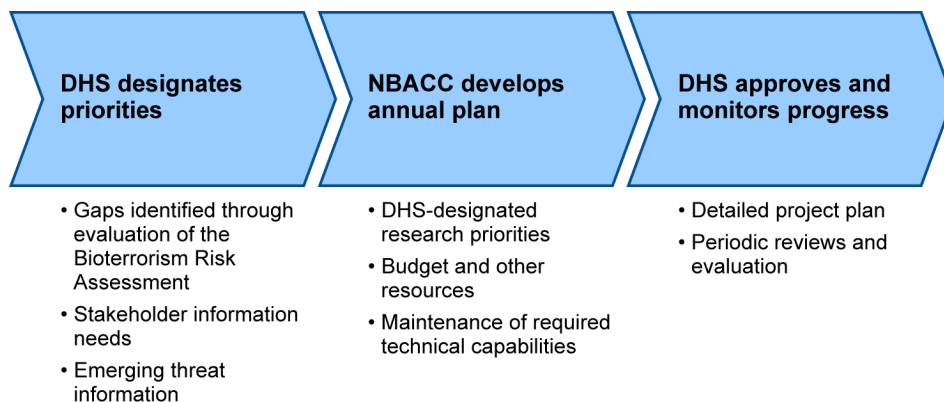 DHS designates
priorities
NBACC develops
annual plan
DHS approves and
monitors progress
• Gaps identified through
evaluation of the
Bioterrorism Risk
Assessment
• Stakeholder information
needs
• Emerging threat
information
• DHS-designated
research priorities
• Budget and other
resources
• Maintenance of required
technical capabilities
• Detailed project plan
• Periodic reviews and
evaluation